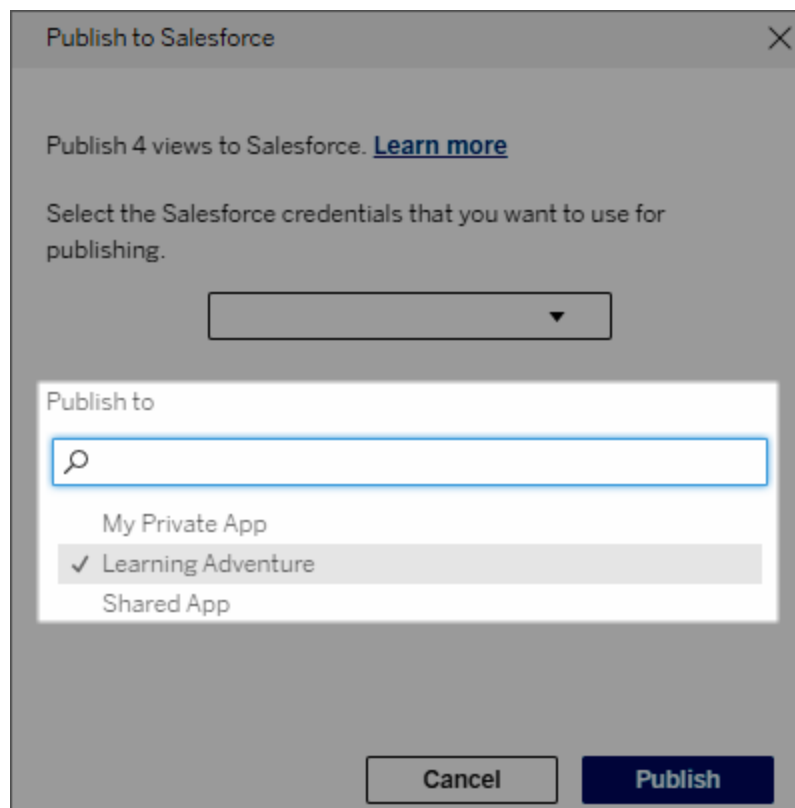 Publish to Salesforce
Publish 4 views to Salesforce. Learn more
Select the Salesforce credentials that you want to use for
publishing.
Publish to
My Private App
Learning Adventure
Shared App
Cancel
Publish